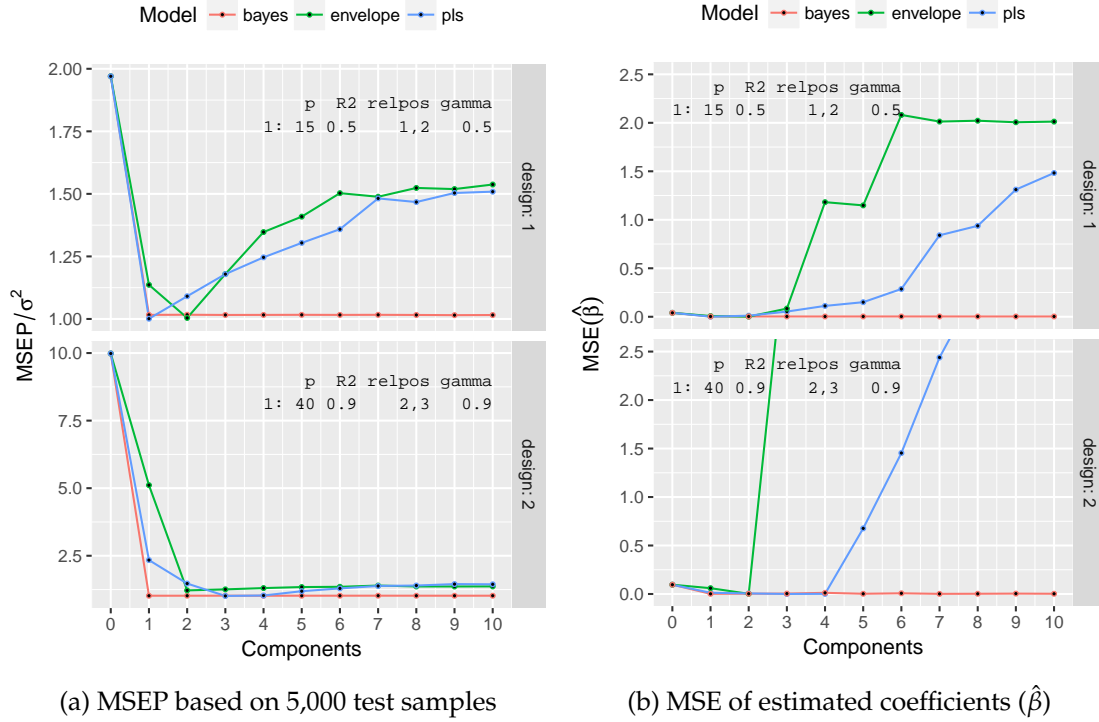 Model bayes envelope pls
MSEP/σ²
2.00
1.75
1.50
1.25
1.00
p R2 relpos gamma
1: 15 0.5 1,2 0.5
design: 1
10.0
7.5
5.0
2.5
p R2 relpos gamma
1: 40 0.9 2,3 0.9
design: 2
0 1 2 3 4 5 6 7 8 9 10
Components
(a) MSEP based on 5,000 test samples
Model bayes envelope pls
MSE(β̂)
2.5
2.0
1.5
1.0
0.5
0.0
p R2 relpos gamma
1: 15 0.5 1,2 0.5
design: 1
2.5
2.0
1.5
1.0
0.5
0.0
p R2 relpos gamma
1: 40 0.9 2,3 0.9
design: 2
0 1 2 3 4 5 6 7 8 9 10
Components
(b) MSE of estimated coefficients (β̂)